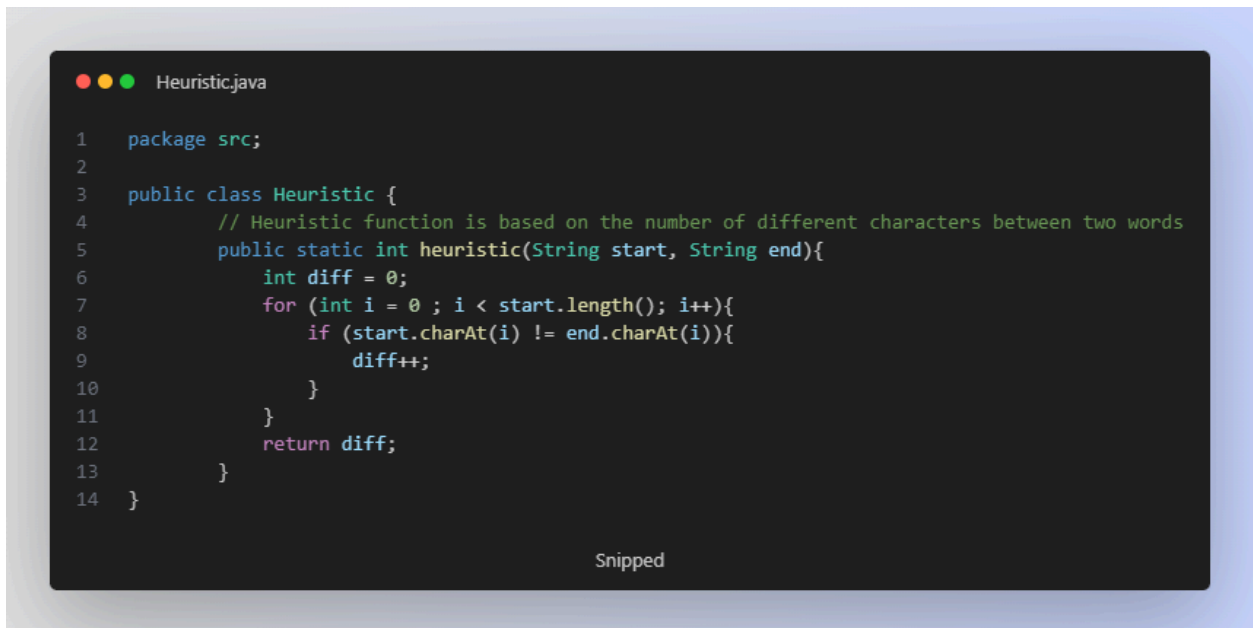 Heuristic.java
1 package src;
2
3 public class Heuristic {
4 // Heuristic function is based on the number of different characters between two words
5 public static int heuristic(String start, String end){
6 int diff = 0;
7 for (int i = 0 ; i < start.length(); i++){
8 if (start.charAt(i) != end.charAt(i)){
9 diff++;
10 }
11 }
12 return diff;
13 }
14 }
Snipped